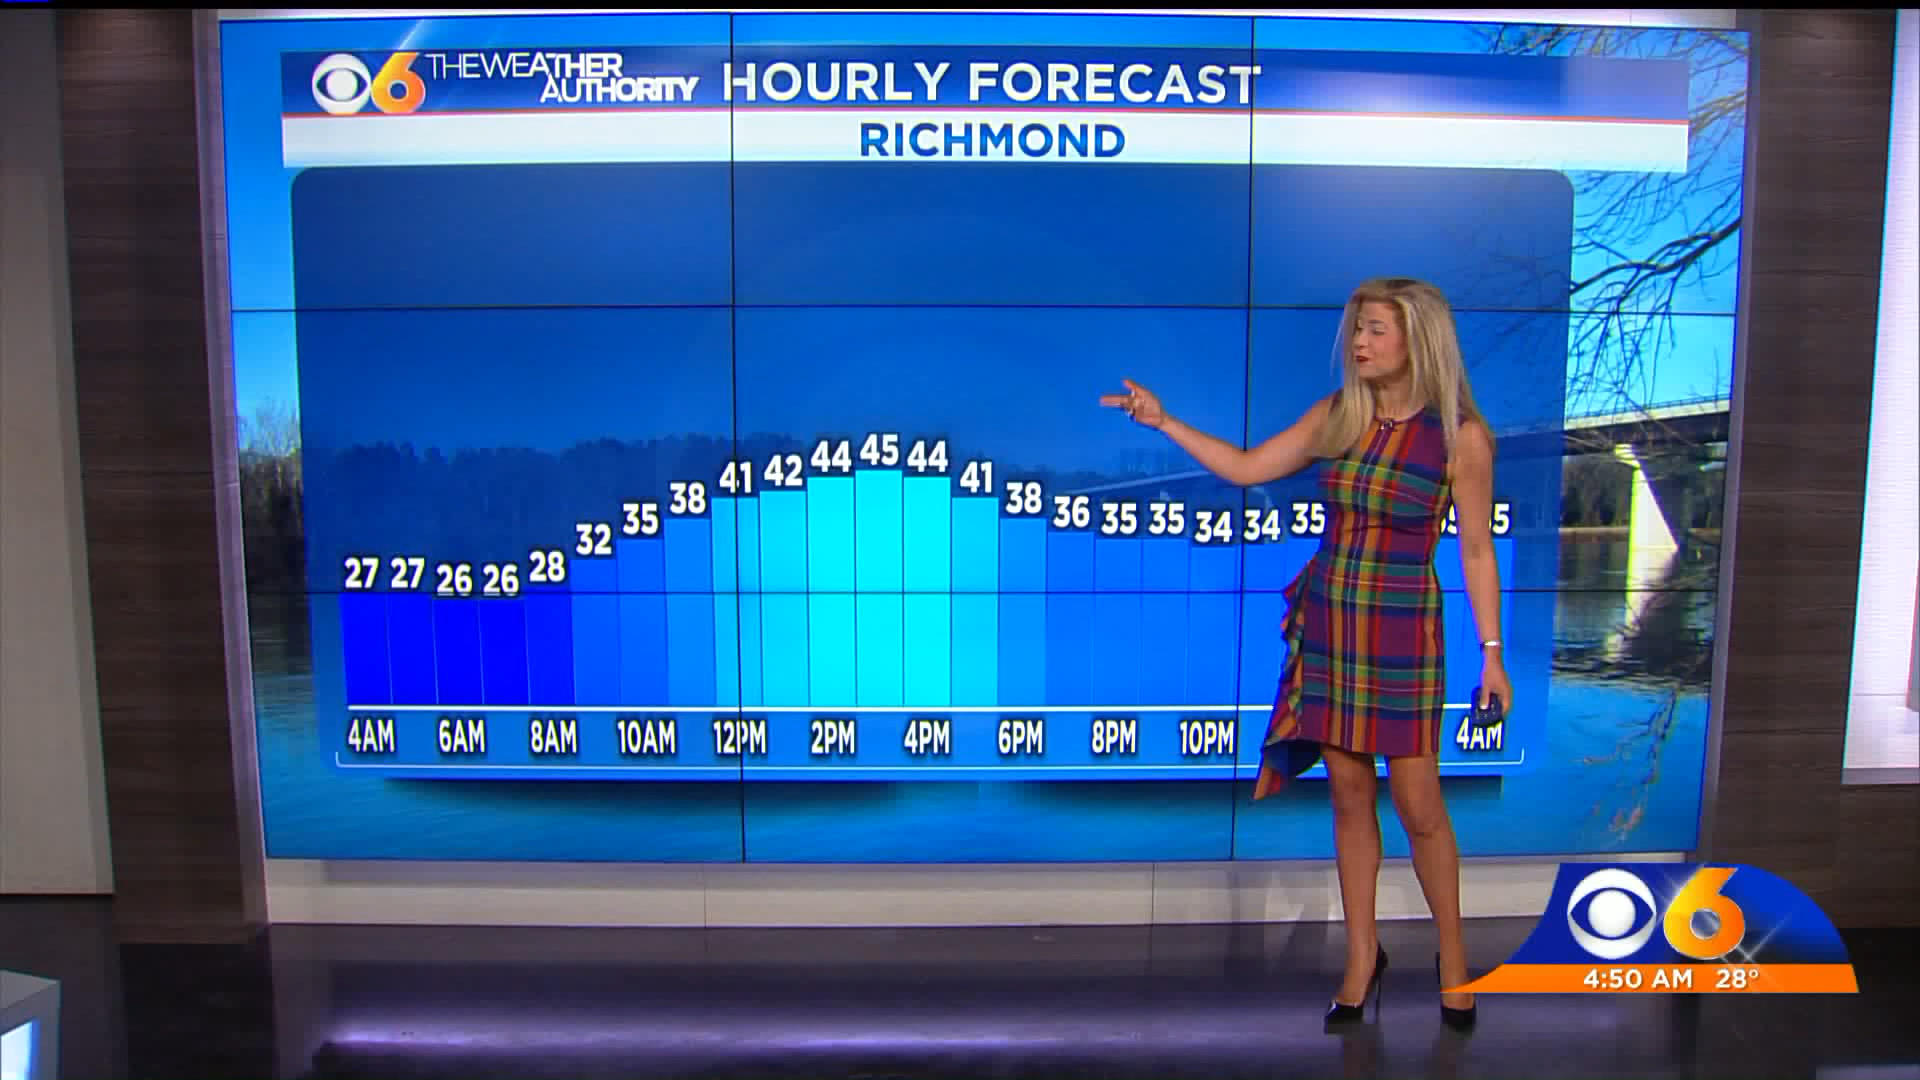 6 THE WEATHER AUTHORITY HOURLY FORECAST
RICHMOND
27 27 26 26 28 32 35 38 41 42 44 45 44 41 38 36 35 35 34 34 35
4AM 6AM 8AM 10AM 12PM 2PM 4PM 6PM 8PM 10PM 4AM
6
4:50 AM 28°